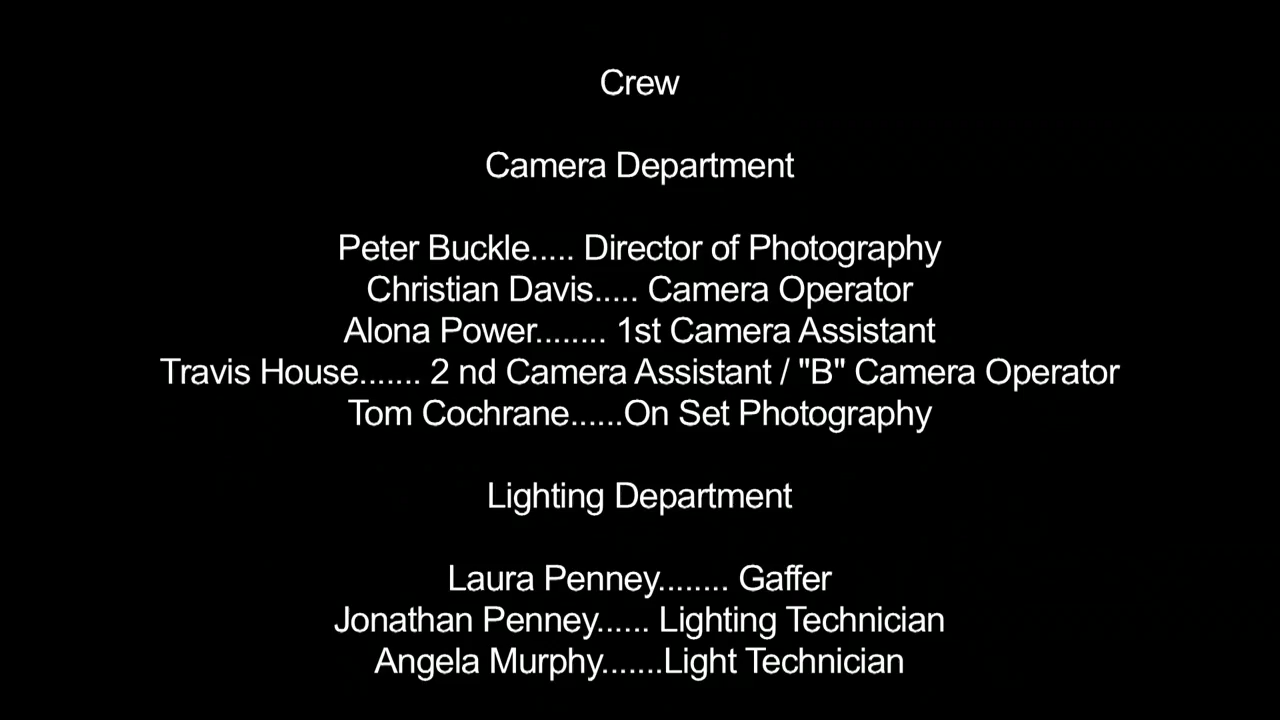 Crew
Camera Department
Peter Buckle..... Director of Photography
Christian Davis..... Camera Operator
Alona Power........ 1st Camera Assistant
Travis House....... 2 nd Camera Assistant / "B" Camera Operator
Tom Cochrane......On Set Photography
Lighting Department
Laura Penney........ Gaffer
Jonathan Penney...... Lighting Technician
Angela Murphy.......Light Technician